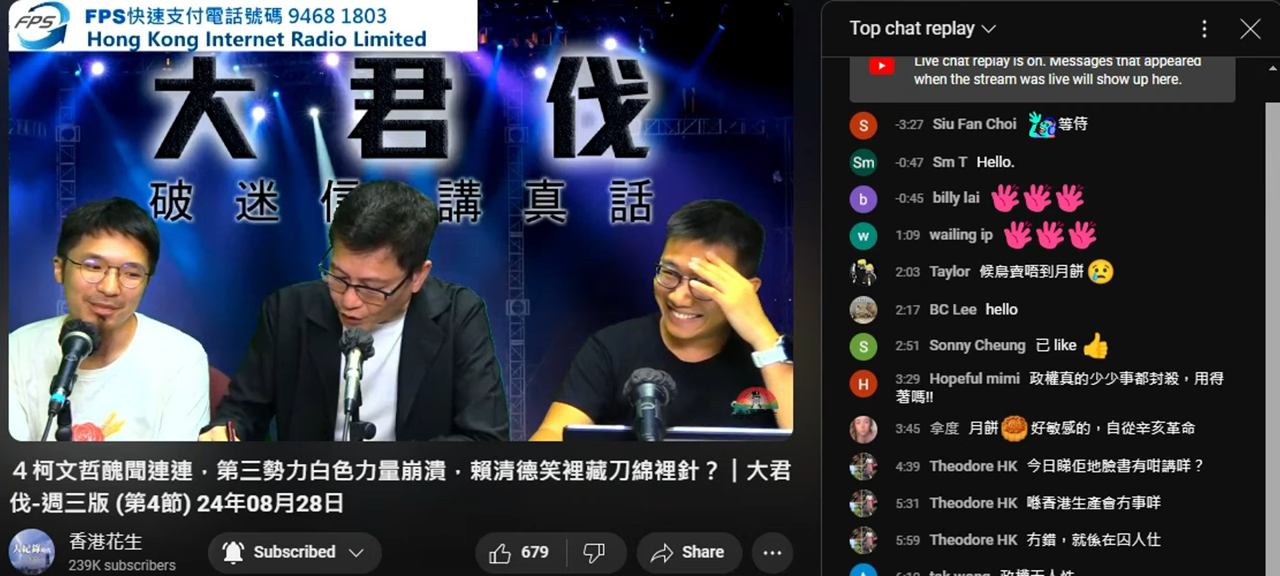 FPS
FPS快速支付電話號碼 9468 1803
Hong Kong Internet Radio Limited
大君伐
破迷信講真話
4柯文哲醜聞連連，第三勢力白色力量崩潰，賴清德笑裡藏刀綿裡針？｜大君
伐-週三版 (第4節) 24年08月28日
香港花生
239K subscribers
Subscribed
679
Share
Top chat replay
Live chat replay is on. Messages that appeared
when the stream was live will show up here.
S -3:27 Siu Fan Choi 等侍
Sm -0:47 Sm T Hello.
b -0:45 billy lai
w 1:09 wailing ip
2:03 Taylor 候鳥賣唔到月餅
2:17 BC Lee hello
S 2:51 Sonny Cheung 已 like
H 3:29 Hopeful mimi 政權真的少少事都封殺，用得
著嗎!!
3:45 拿度 月餅好敏感的，自從辛亥革命
4:39 Theodore HK 今日睇佢地臉書有咁講咩？
5:31 Theodore HK 喺香港生產會冇事咩
5:59 Theodore HK 冇錯，就係在囚人仕